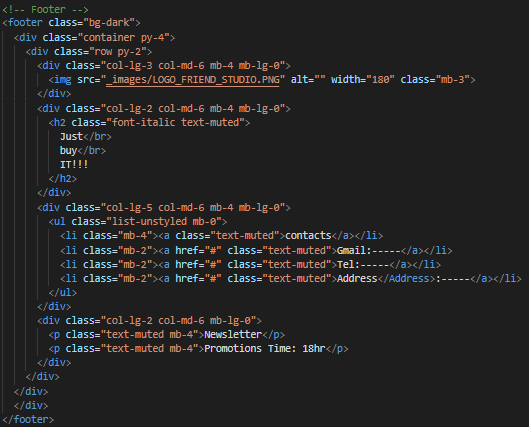 <!-- Footer -->
<footer class="bg-dark">
<div class="container py-4">
<div class="row py-2">
<div class="col-lg-3 col-md-6 mb-4 mb-lg-0">
<img src="_images/LOGO_FRIEND_STUDIO.PNG" alt="" width="180" class="mb-3">
</div>
<div class="col-lg-2 col-md-6 mb-4 mb-lg-0">
<h2 class="font-italic text-muted">
Just</br>
buy</br>
IT!!!
</h2>
</div>
<div class="col-lg-5 col-md-6 mb-4 mb-lg-0">
<ul class="list-unstyled mb-0">
<li class="mb-4"><a class="text-muted">contacts</a></li>
<li class="mb-2"><a href="#" class="text-muted">Gmail:-----</a></li>
<li class="mb-2"><a href="#" class="text-muted">Tel:-----</a></li>
<li class="mb-2"><a href="#" class="text-muted">Address</Address>:-----</a></li>
</ul>
</div>
<div class="col-lg-2 col-md-6 mb-lg-0">
<p class="text-muted mb-4">Newsletter</p>
<p class="text-muted mb-4">Promotions Time: 18hr</p>
</div>
</div>
</div>
</div>
</footer>